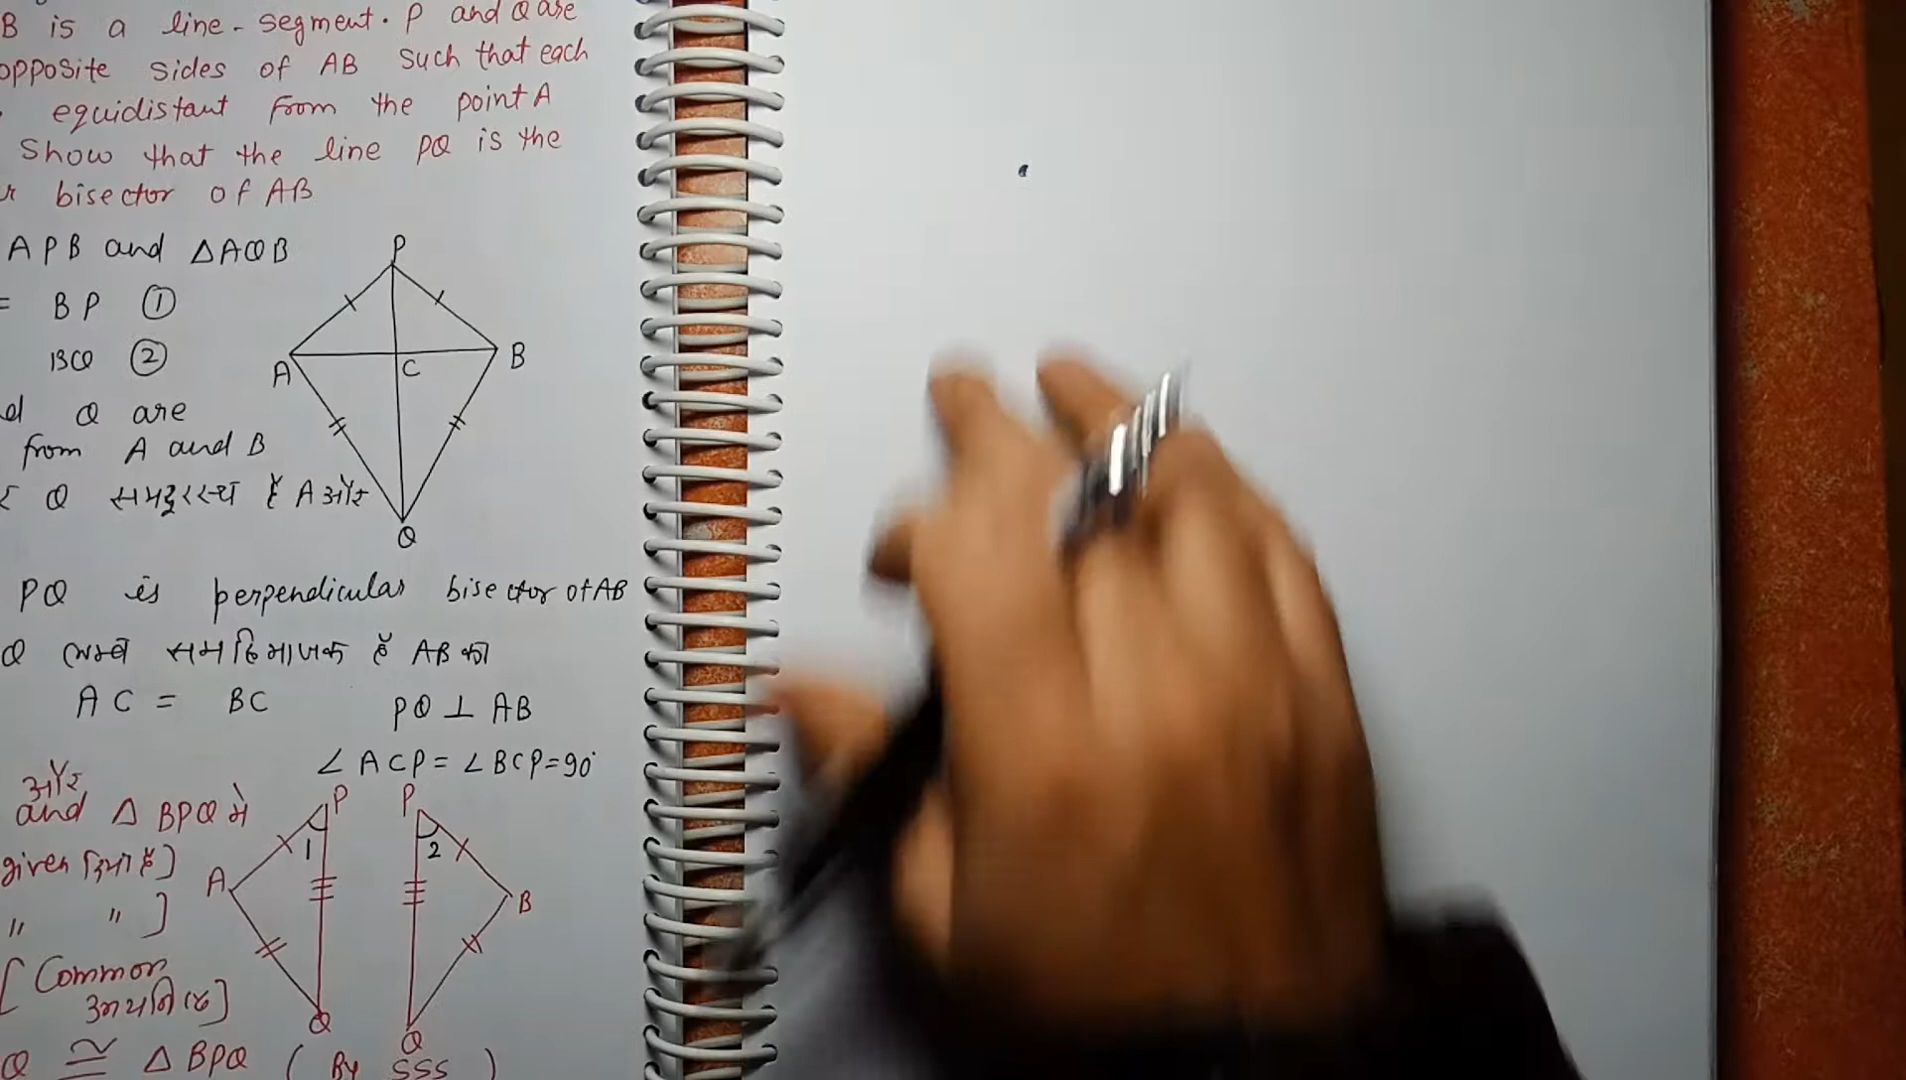 B is a line-segment. P and Q are
opposite sides of AB such that each
equidistant from the point A
Show that the line PQ is the
r bisector of AB
APB and △AQB
= BP ①
BQ ②
d Q are
from A and B
र Q समदूरस्थ हैं A और
PQ is perpendicular bisector of AB
Q लम्ब समद्विभाजक है AB का
AC = BC
PQ ⊥ AB
∠ACP = ∠BCP = 90°
और
and △ BPQ में
given दिया है]
" " ]
[Common
उभयनिष्ठ]
Q ≅ △ BPQ ( By SSS )
P
A
C
B
Q
P
1
A
Q
P
2
B
Q